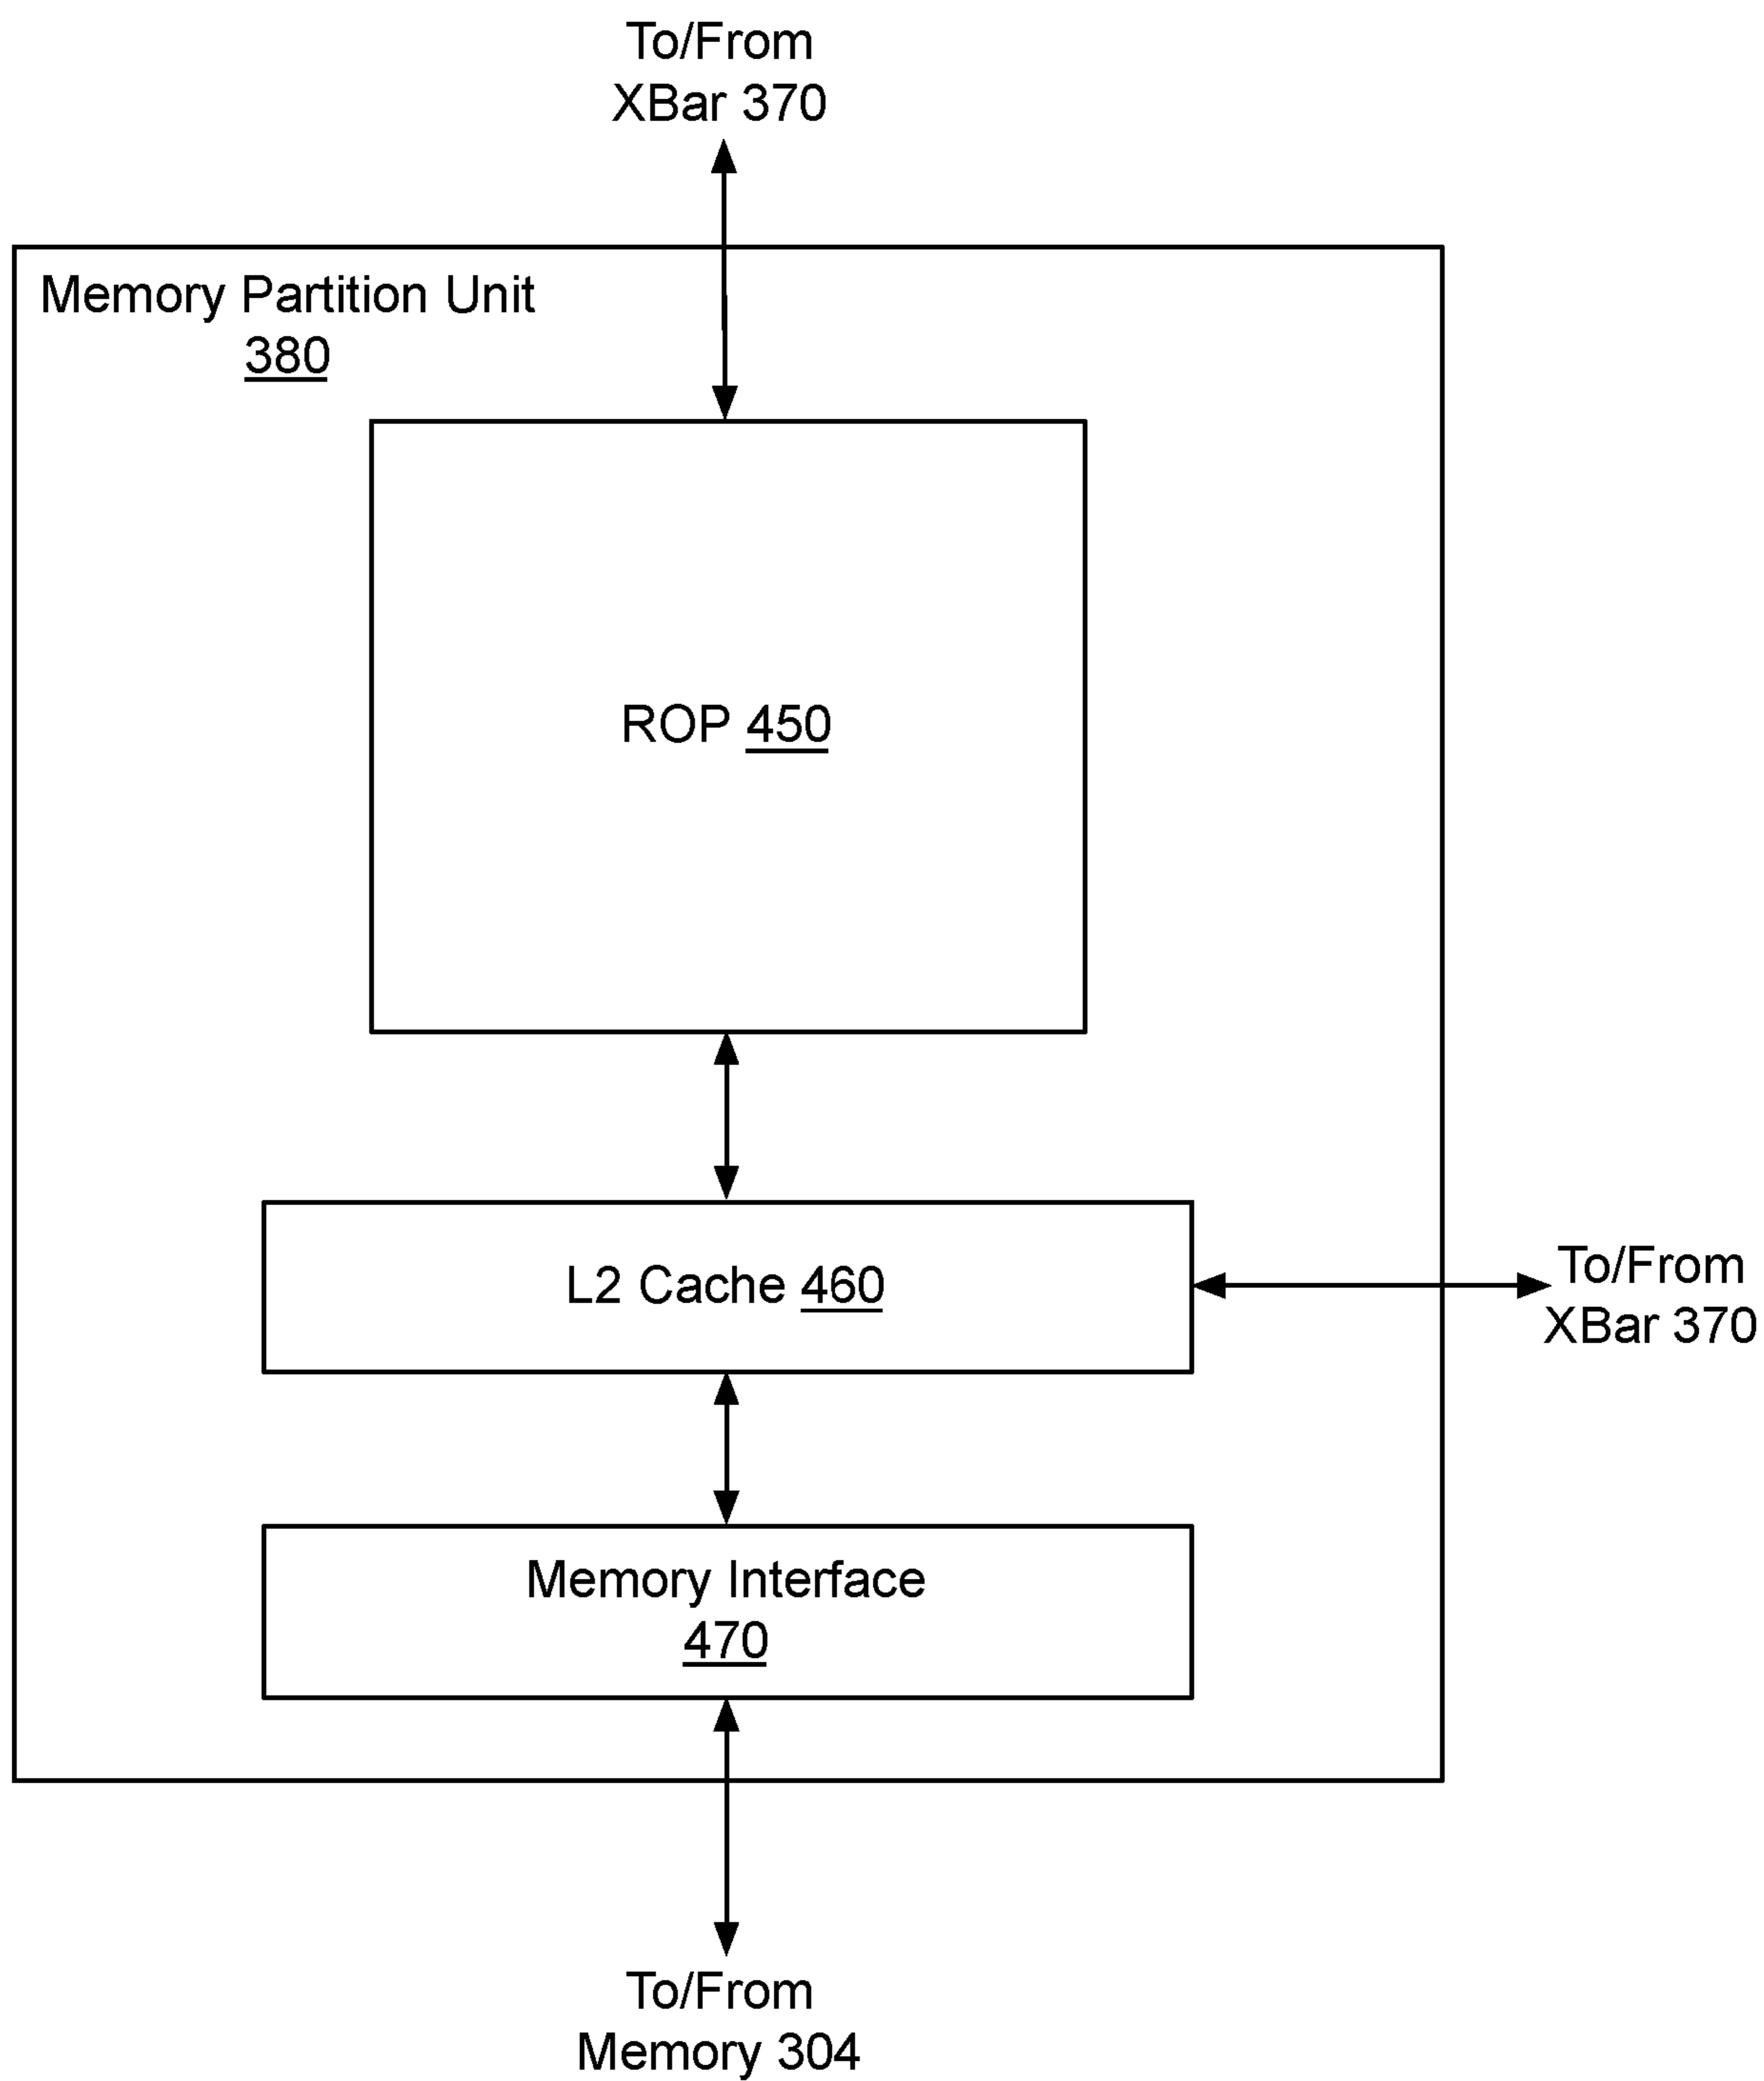 To/From
XBar 370
Memory Partition Unit
380
ROP 450
L2 Cache 460
To/From
XBar 370
Memory Interface
470
To/From
Memory 304